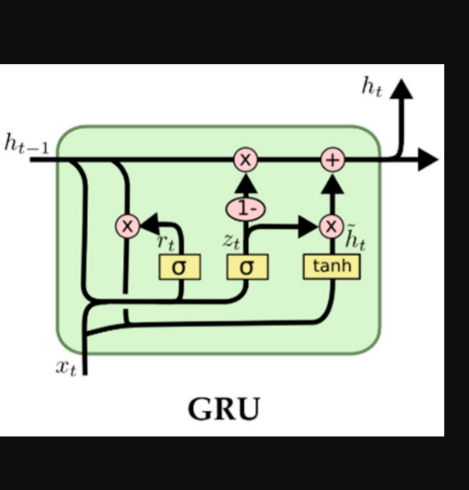 h_t
h_{t-1}
x
+
1-
x
r_t
z_t
x
h̃_t
σ
σ
tanh
x_t
GRU